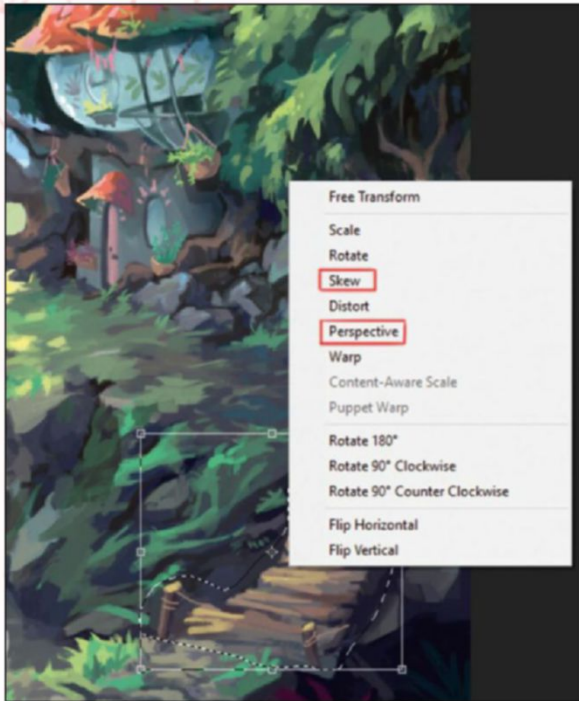 Free Transform
Scale
Rotate
Skew
Distort
Perspective
Warp
Content-Aware Scale
Puppet Warp
Rotate 180°
Rotate 90° Clockwise
Rotate 90° Counter Clockwise
Flip Horizontal
Flip Vertical